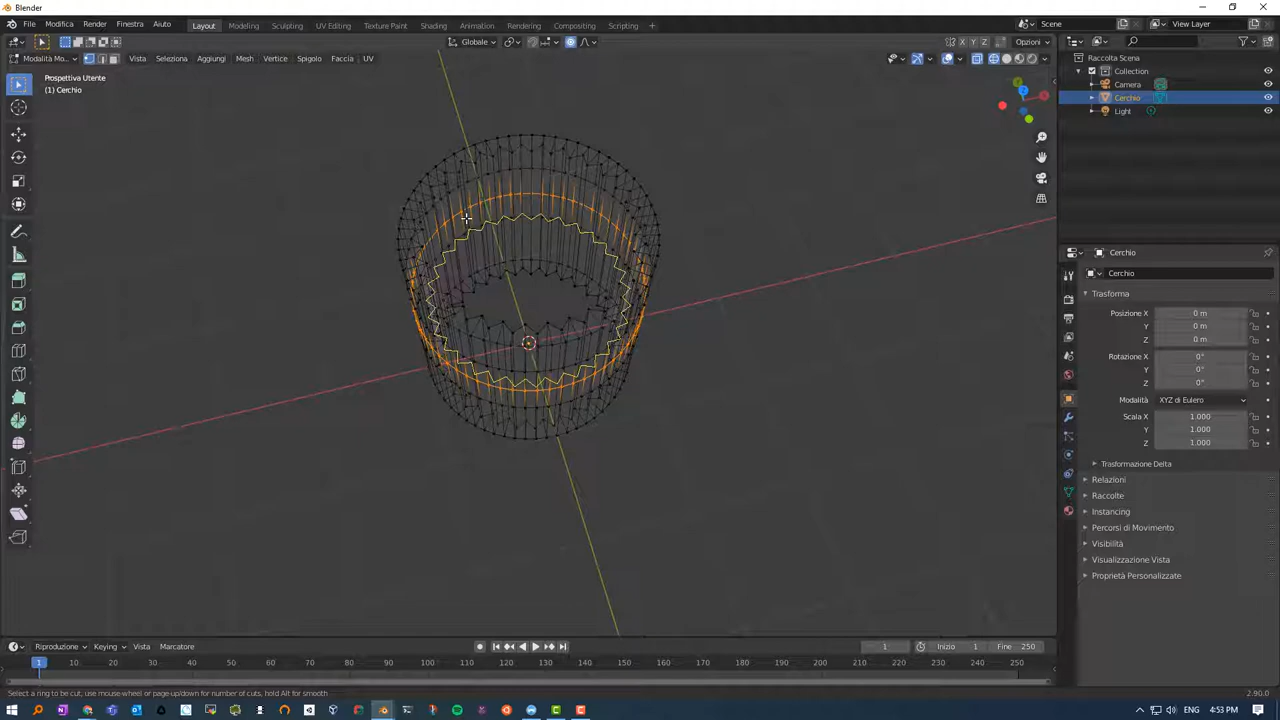 Blender
File Modifica Render Finestra Aiuto Layout Modeling Sculpting UV Editing Texture Paint Shading Animation Rendering Compositing Scripting + Scene View Layer
Globale X Y Z Opzioni
Modalità Mo... Vista Seleziona Aggiungi Mesh Vertice Spigolo Faccia UV
Prospettiva Utente
(1) Cerchio
Raccolta Scena
Collection
Camera
Cerchio
Light
Cerchio
Cerchio
Trasforma
Posizione X 0 m
Y 0 m
Z 0 m
Rotazione X 0°
Y 0°
Z 0°
Modalità XYZ di Eulero
Scala X 1.000
Y 1.000
Z 1.000
Trasformazione Delta
Relazioni
Raccolte
Instancing
Percorsi di Movimento
Visibilità
Visualizzazione Vista
Proprietà Personalizzate
Riproduzione Keying Vista Marcatore 1 Inizio 1 Fine 250
1 10 20 30 40 50 60 70 80 90 100 110 120 130 140 150 160 170 180 190 200 210 220 230 240 250
Select a ring to be cut, use mouse-wheel or page-up/down for number of cuts, hold Alt for smooth 2.90.0
ENG 4:53 PM